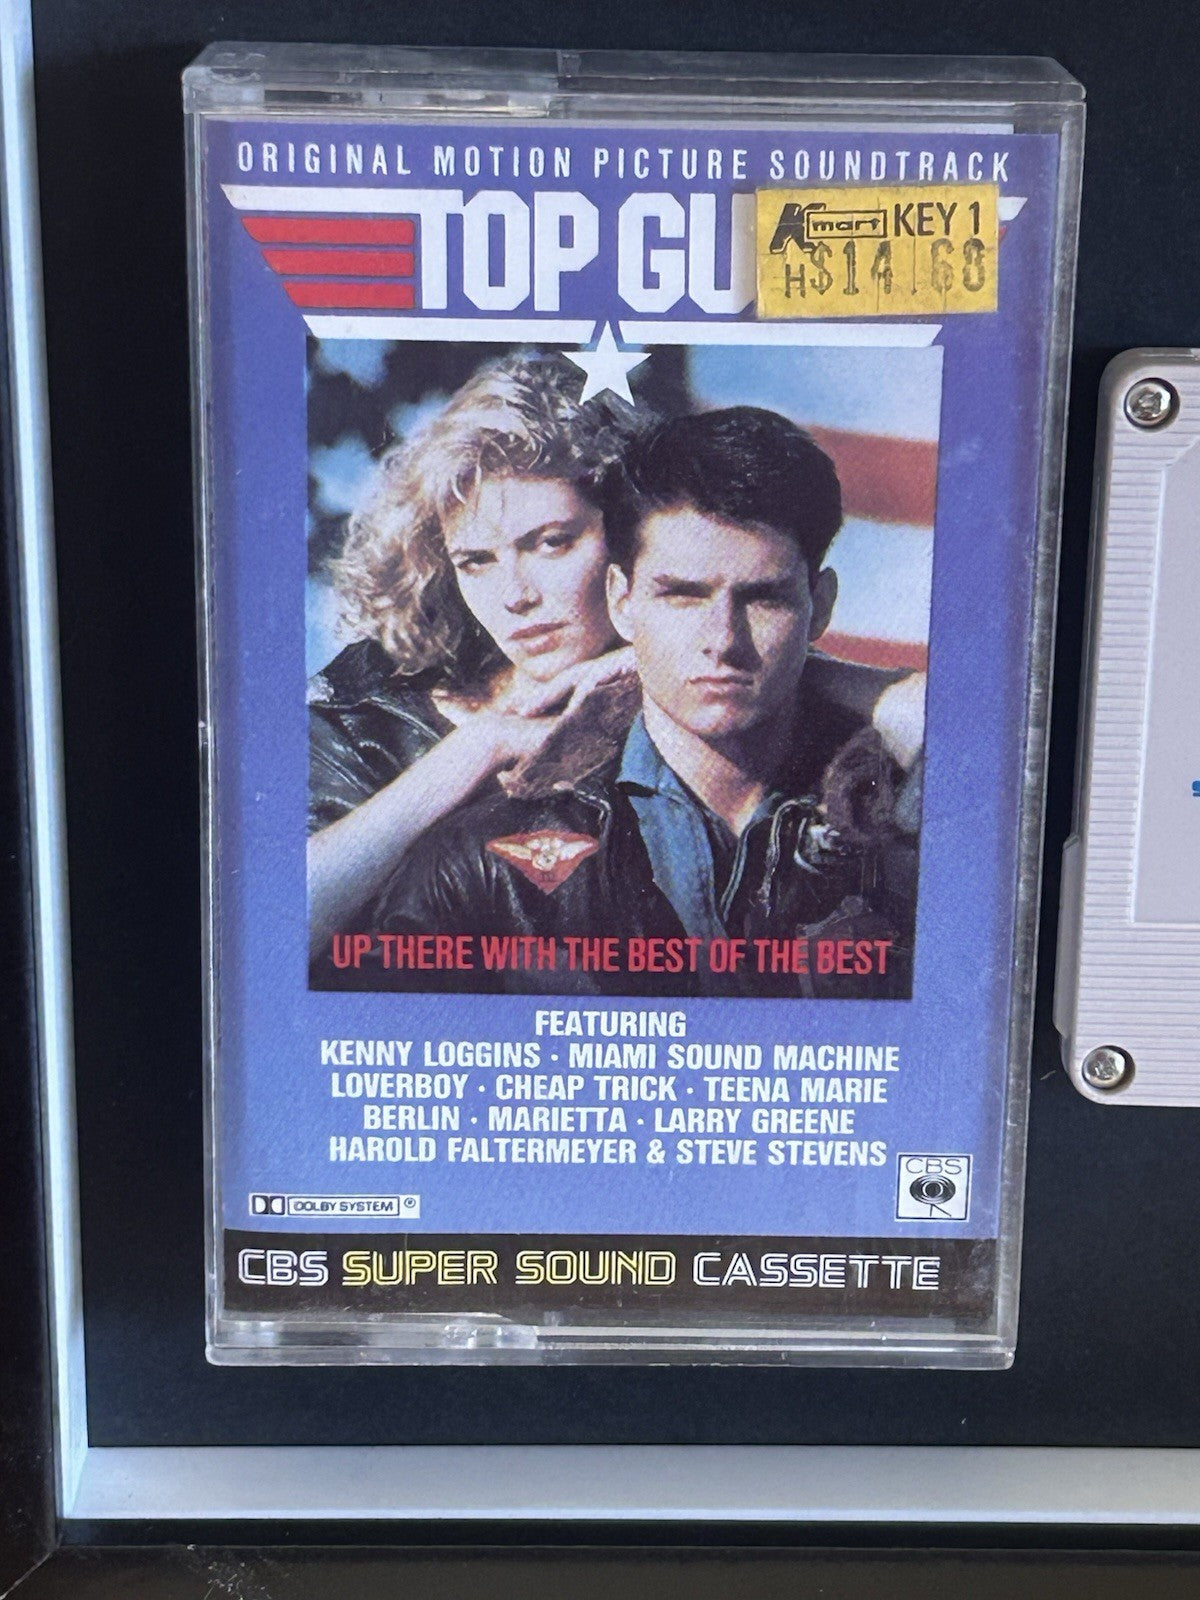 ORIGINAL MOTION PICTURE SOUNDTRACK
TOP GU
Kmart KEY 1
H$14.68
UP THERE WITH THE BEST OF THE BEST
FEATURING
KENNY LOGGINS · MIAMI SOUND MACHINE
LOVERBOY · CHEAP TRICK · TEENA MARIE
BERLIN · MARIETTA · LARRY GREENE
HAROLD FALTERMEYER & STEVE STEVENS
CBS
DOLBY SYSTEM ®
CBS SUPER SOUND CASSETTE